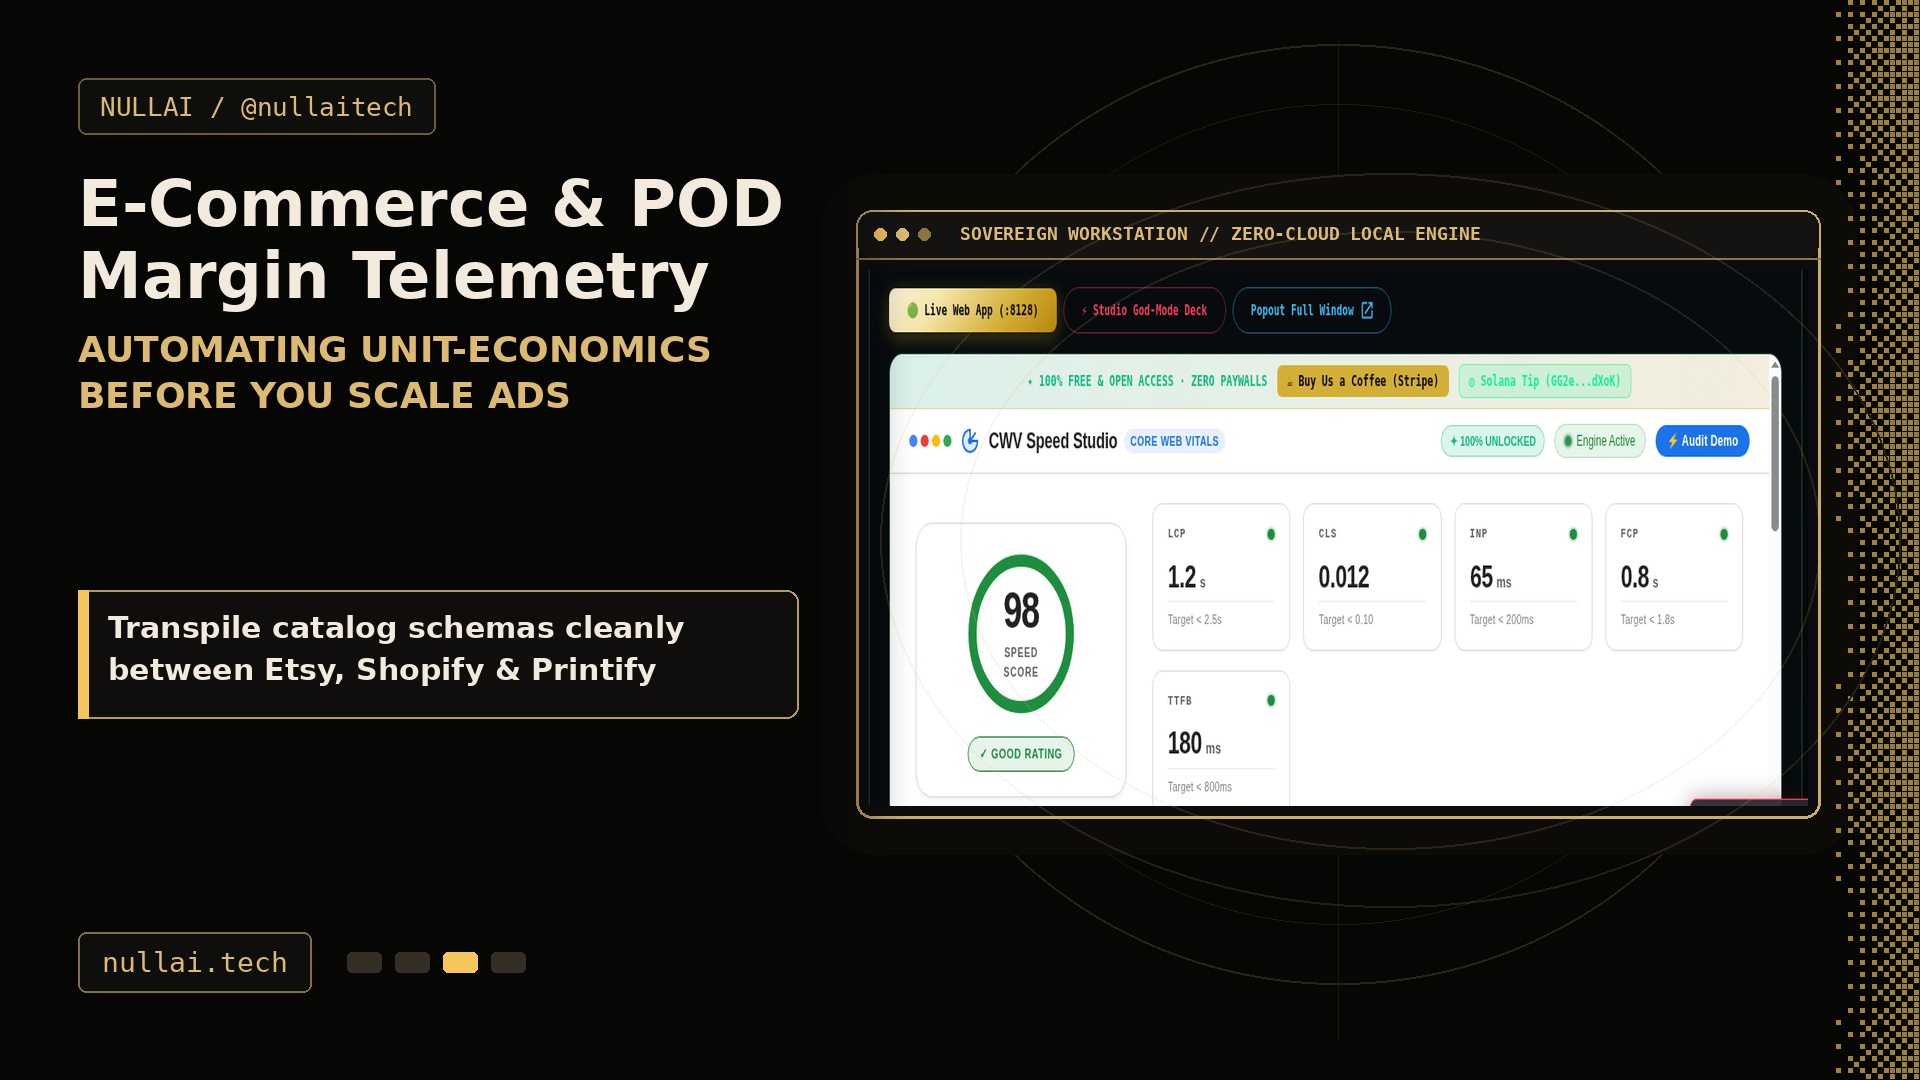 NULLAI / @nullaitech
E-Commerce & POD
Margin Telemetry
AUTOMATING UNIT-ECONOMICS
BEFORE YOU SCALE ADS
Transpile catalog schemas cleanly
between Etsy, Shopify & Printify
nullai.tech
SOVEREIGN WORKSTATION // ZERO-CLOUD LOCAL ENGINE
Live Web App (:8128)
⚡ Studio God-Mode Deck
Popout Full Window
✦ 100% FREE & OPEN ACCESS · ZERO PAYWALLS
☕ Buy Us a Coffee (Stripe)
◎ Solana Tip (GG2e...dXoK)
CWV Speed Studio
CORE WEB VITALS
✦ 100% UNLOCKED
Engine Active
⚡ Audit Demo
98
SPEED
SCORE
✓ GOOD RATING
LCP
1.2 s
Target < 2.5s
CLS
0.012
Target < 0.10
INP
65 ms
Target < 200ms
FCP
0.8 s
Target < 1.8s
TTFB
180 ms
Target < 800ms